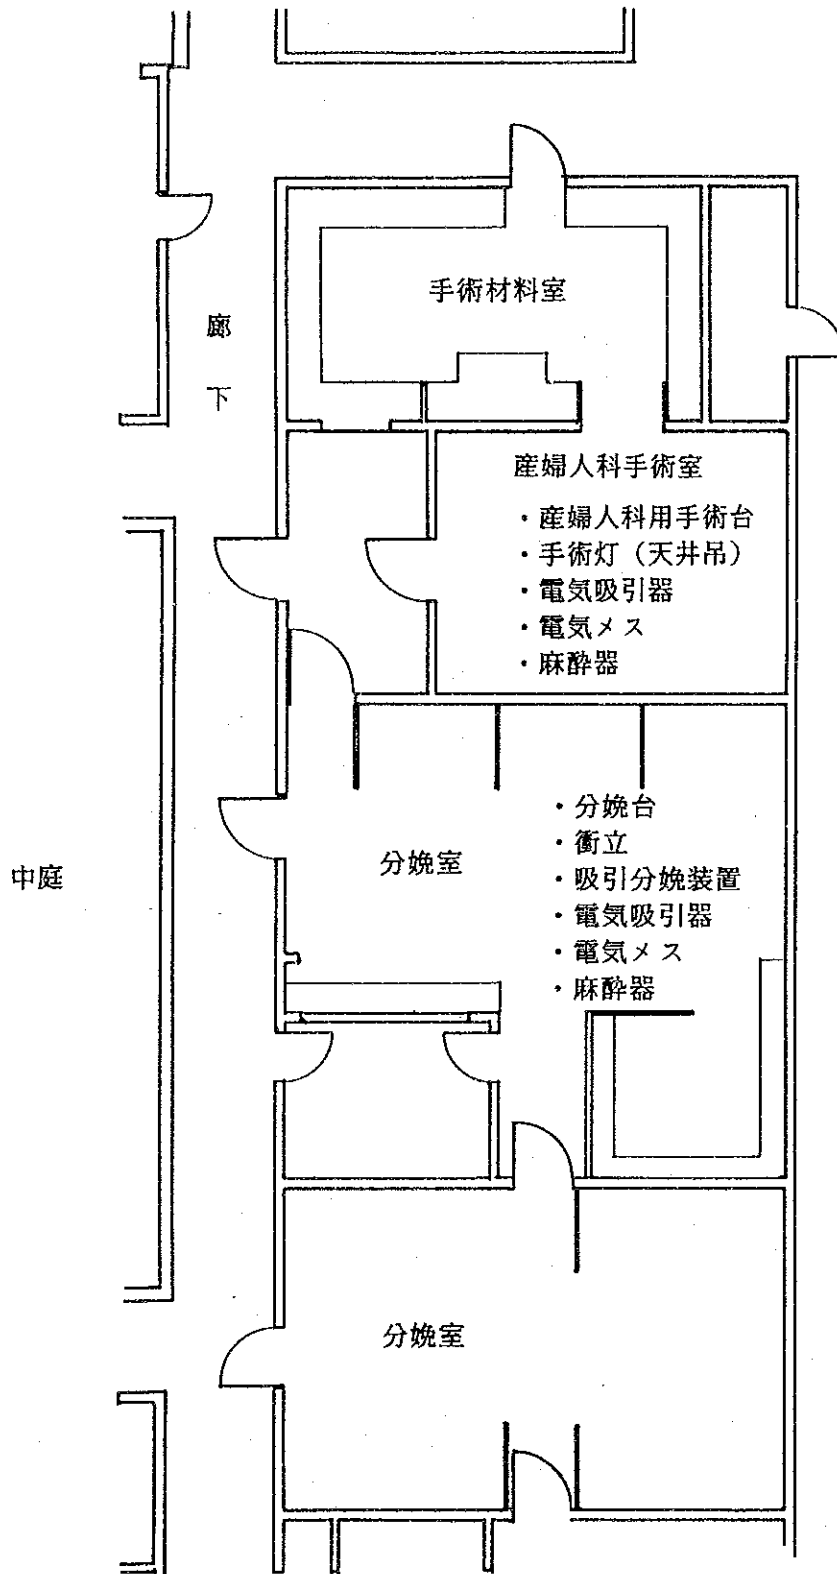 手術材料室
廊
下
産婦人科手術室
・産婦人科用手術台
・手術灯（天井吊）
・電気吸引器
・電気メス
・麻酔器
中庭
分娩室
・分娩台
・衝立
・吸引分娩装置
・電気吸引器
・電気メス
・麻酔器
分娩室